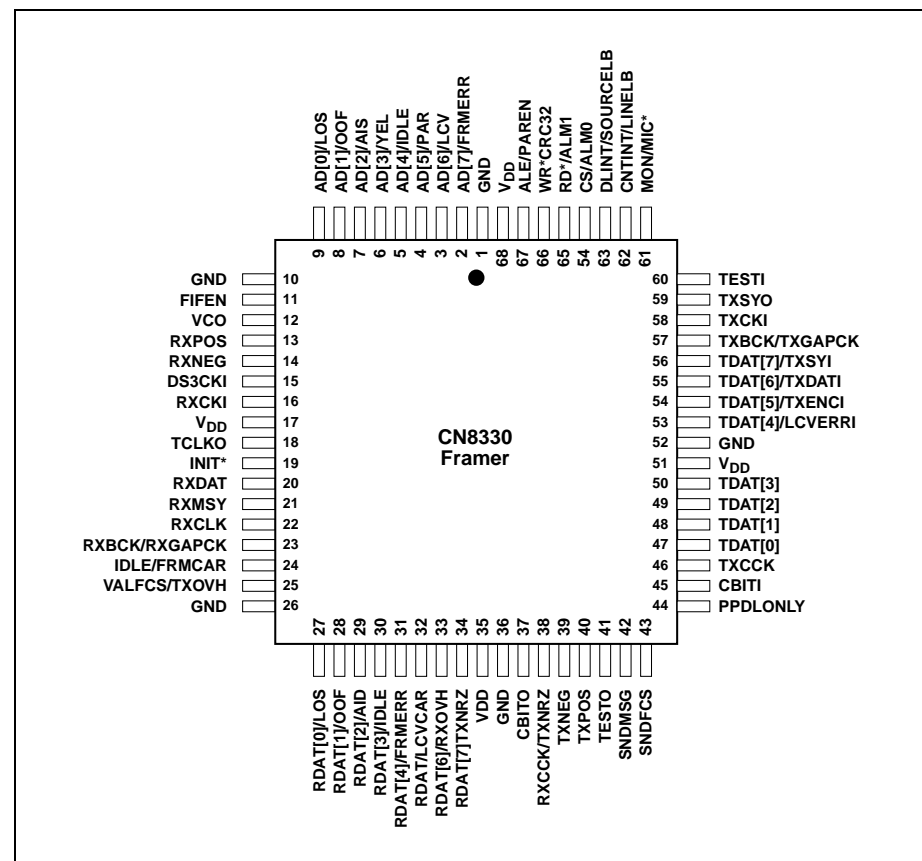 AD[0]/LOS
AD[1]/OOF
AD[2]/AIS
AD[3]/YEL
AD[4]/IDLE
AD[5]/PAR
AD[6]/LCV
AD[7]/FRMERR
GND
VDD
ALE/PAREN
WR*CRC32
RD*/ALM1
CS/ALM0
DLINT/SOURCELB
CNTINT/LINELB
MON/MIC*
9 8 7 6 5 4 3 2 1 68 67 66 65 54 63 62 61
GND 10
FIFEN 11
VCO 12
RXPOS 13
RXNEG 14
DS3CKI 15
RXCKI 16
VDD 17
TCLKO 18
INIT* 19
RXDAT 20
RXMSY 21
RXCLK 22
RXBCK/RXGAPCK 23
IDLE/FRMCAR 24
VALFCS/TXOVH 25
GND 26
CN8330
Framer
60 TESTI
59 TXSYO
58 TXCKI
57 TXBCK/TXGAPCK
56 TDAT[7]/TXSYI
55 TDAT[6]/TXDATI
54 TDAT[5]/TXENCI
53 TDAT[4]/LCVERRI
52 GND
51 VDD
50 TDAT[3]
49 TDAT[2]
48 TDAT[1]
47 TDAT[0]
46 TXCCK
45 CBITI
44 PPDLONLY
27 28 29 30 31 32 33 34 35 36 37 38 39 40 41 42 43
RDAT[0]/LOS
RDAT[1]/OOF
RDAT[2]/AID
RDAT[3]/IDLE
RDAT[4]/FRMERR
RDAT/LCVCAR
RDAT[6]/RXOVH
RDAT[7]TXNRZ
VDD
GND
CBITO
RXCCK/TXNRZ
TXNEG
TXPOS
TESTO
SNDMSG
SNDFCS